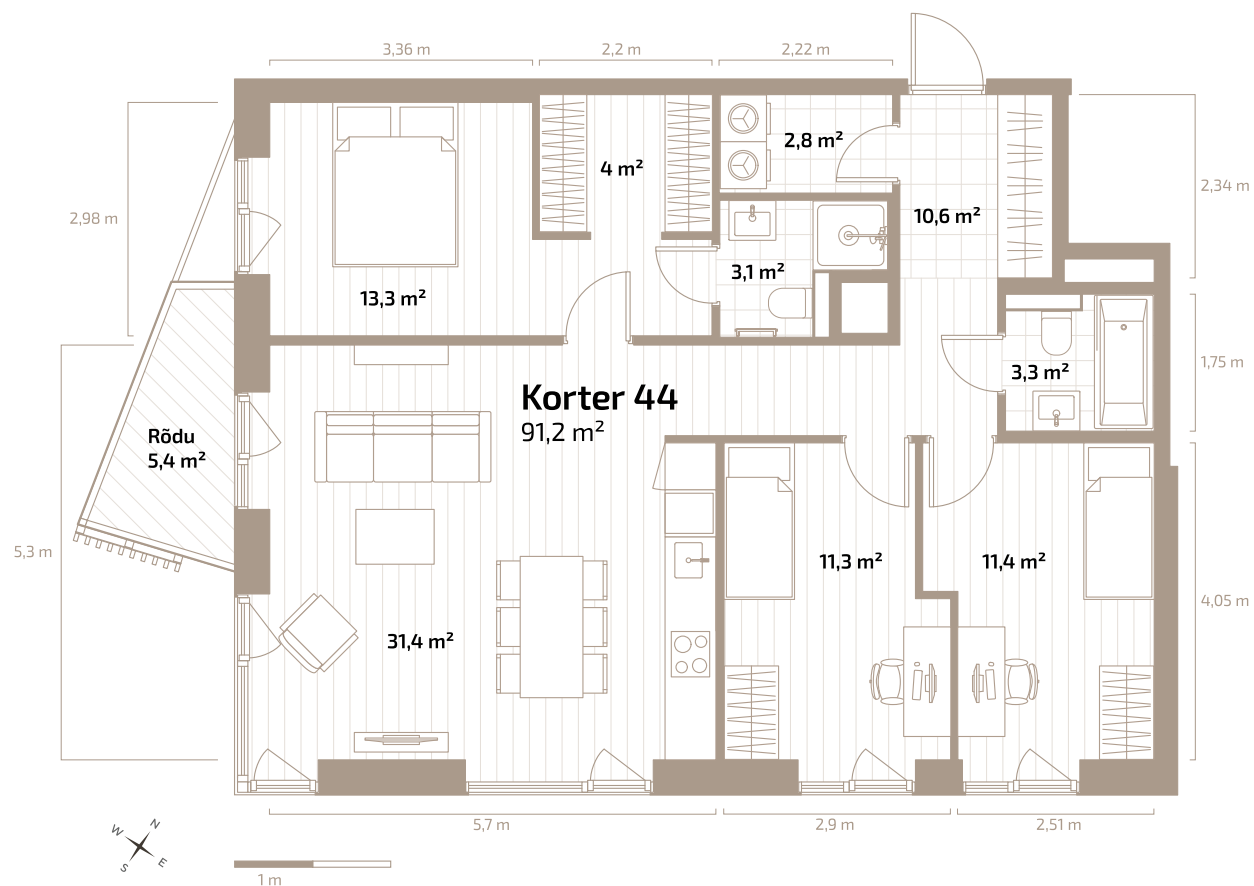 3,36 m
2,2 m
2,22 m
2,8 m²
4 m²
2,34 m
10,6 m²
2,98 m
3,1 m²
13,3 m²
1,75 m
3,3 m²
Korter 44
91,2 m²
Rõdu
5,4 m²
5,3 m
11,3 m²
11,4 m²
4,05 m
31,4 m²
5,7 m
2,9 m
2,51 m
W
N
S
E
1 m